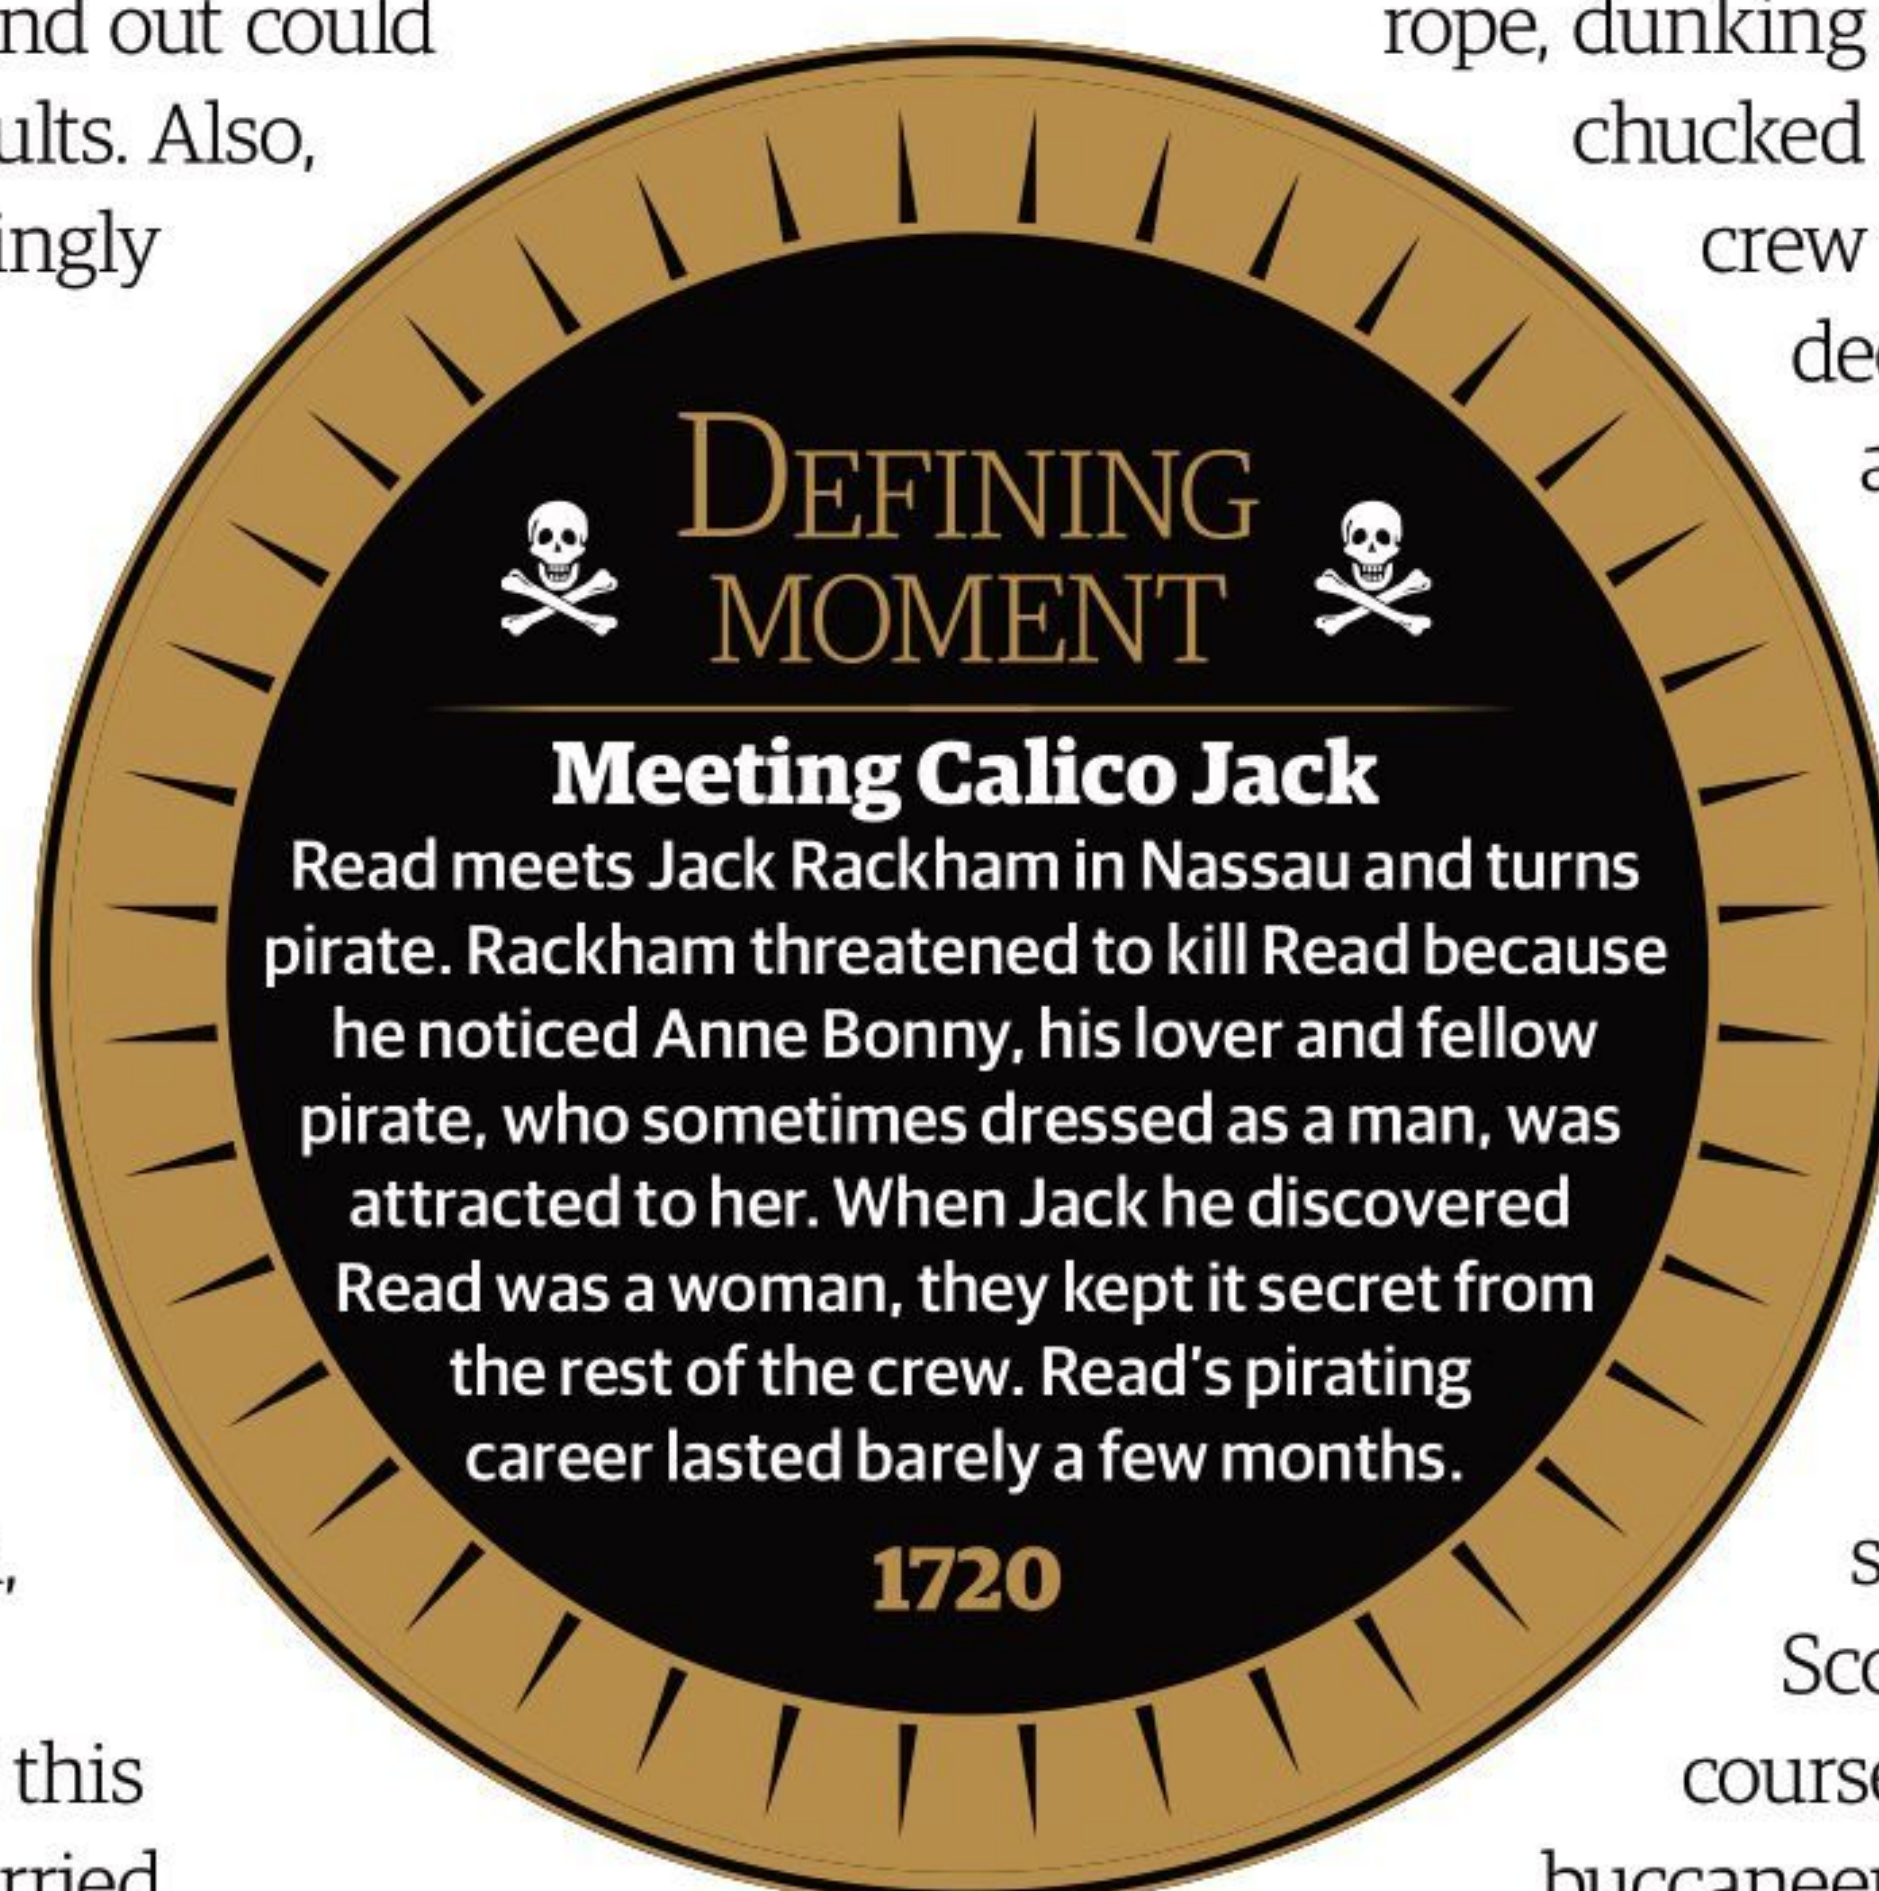 nd out could
ults. Also,
ingly
this
rried
DEFINING
MOMENT
Meeting Calico Jack
Read meets Jack Rackham in Nassau and turns
pirate. Rackham threatened to kill Read because
he noticed Anne Bonny, his lover and fellow
pirate, who sometimes dressed as a man, was
attracted to her. When Jack he discovered
Read was a woman, they kept it secret from
the rest of the crew. Read's pirating
career lasted barely a few months.
1720
rope, dunking
chucked
crew
Sco
course
buccaneer